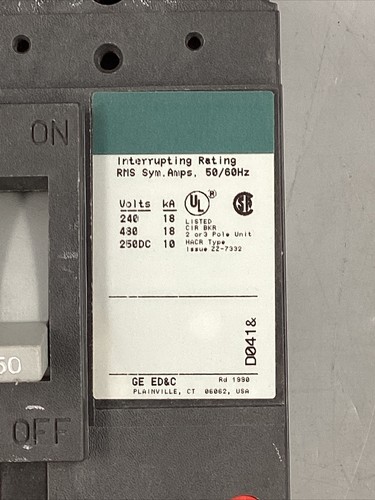 ON
Interrupting Rating
RMS Sym.Amps, 50/60Hz
Volts kA
240 18
480 18
250DC 10
UL ®
LISTED
CIR BKR
2 or 3 Pole Unit
HACR Type
Issue ZZ-7332
D041&
GE ED&C Rd 1990
PLAINVILLE, CT 06062, USA
50
OFF